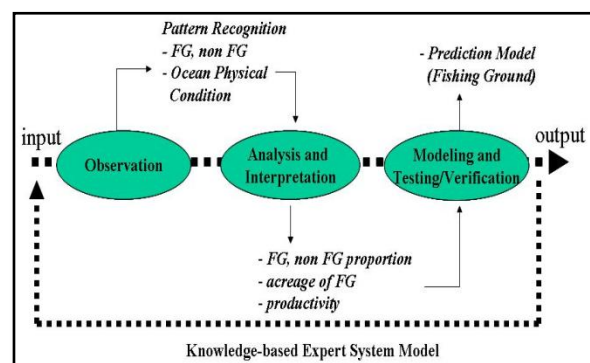 Pattern Recognition
- FG, non FG
- Ocean Physical
Condition
- Prediction Model
(Fishing Ground)
input
output
Observation
Analysis and
Interpretation
Modeling and
Testing/Verification
- FG, non FG proportion
- acreage of FG
- productivity
Knowledge-based Expert System Model